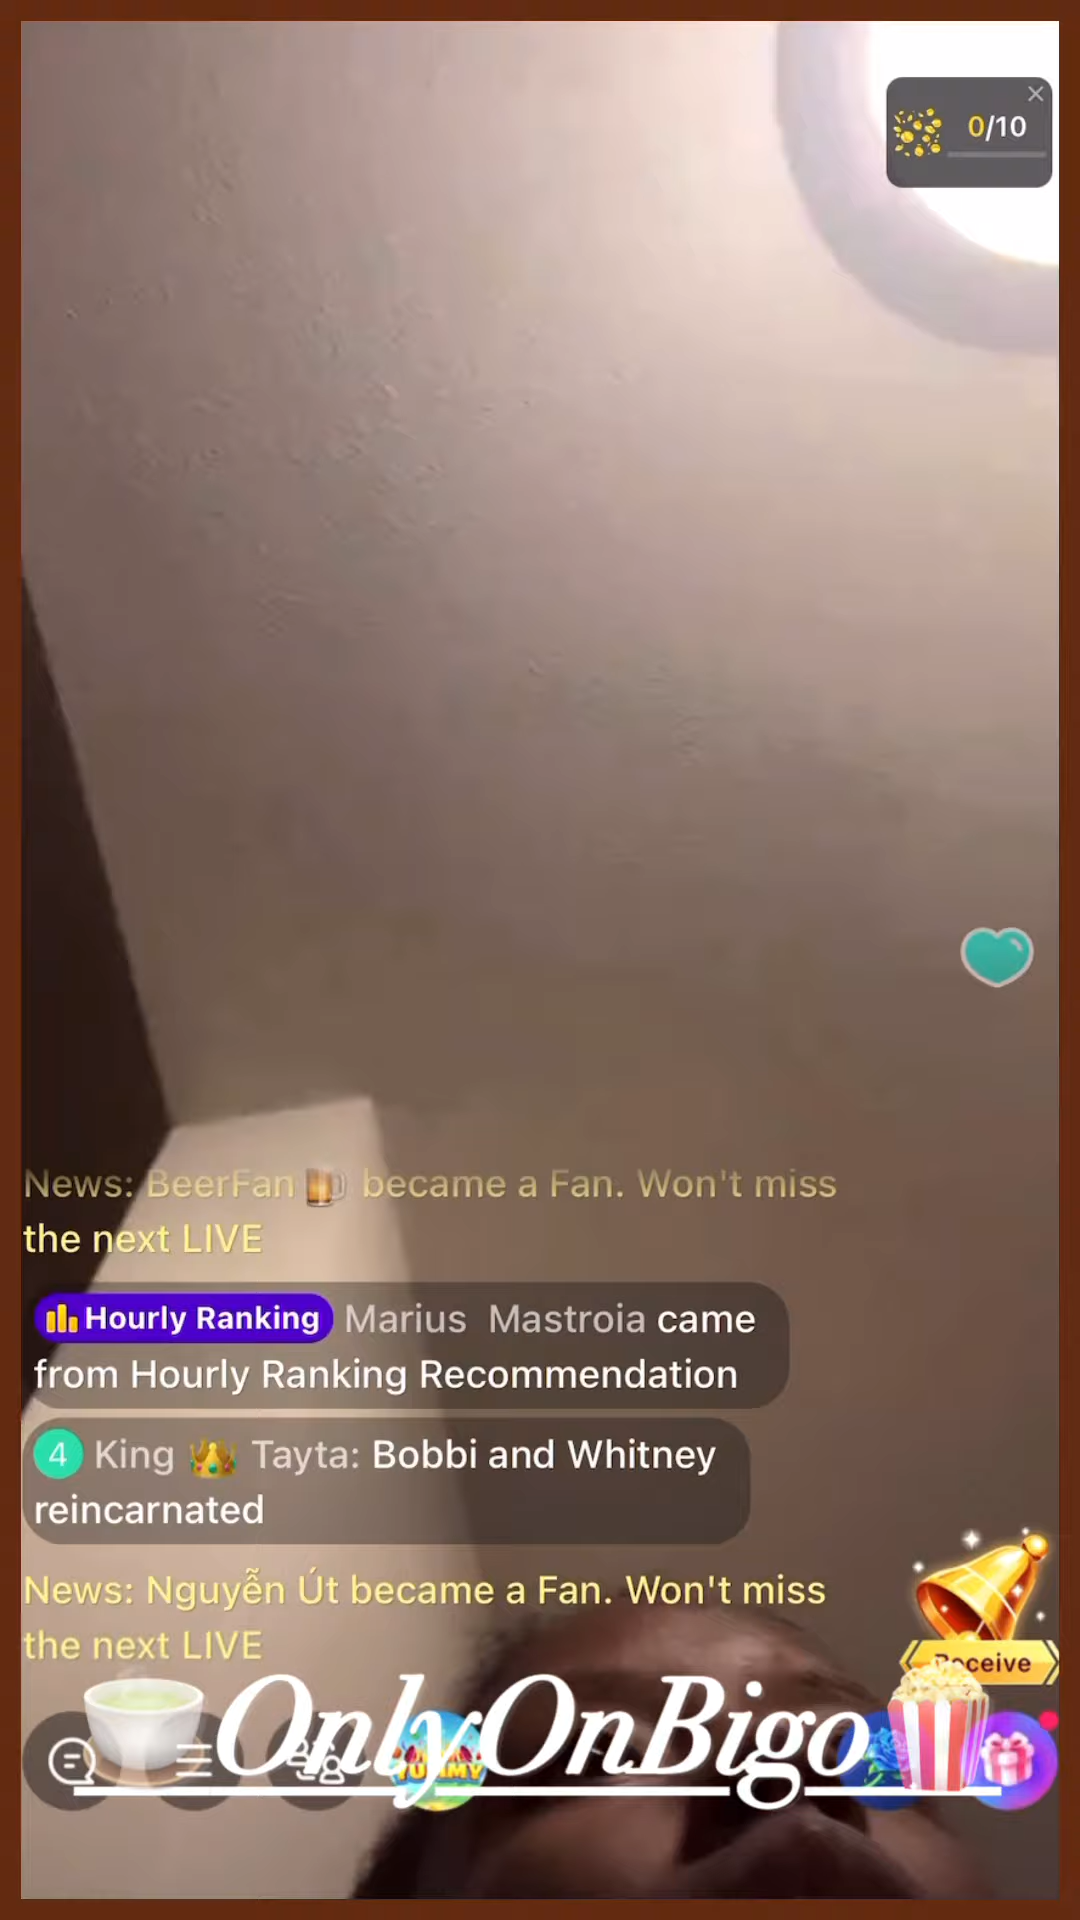 0/10
News: BeerFan🍺 became a Fan. Won't miss
the next LIVE
Hourly Ranking Marius Mastroia came
from Hourly Ranking Recommendation
4 King 👑 Tayta: Bobbi and Whitney
reincarnated
News: Nguyễn Út became a Fan. Won't miss
the next LIVE
Receive
🍵OnlyOnBigo🍿
YUMMY